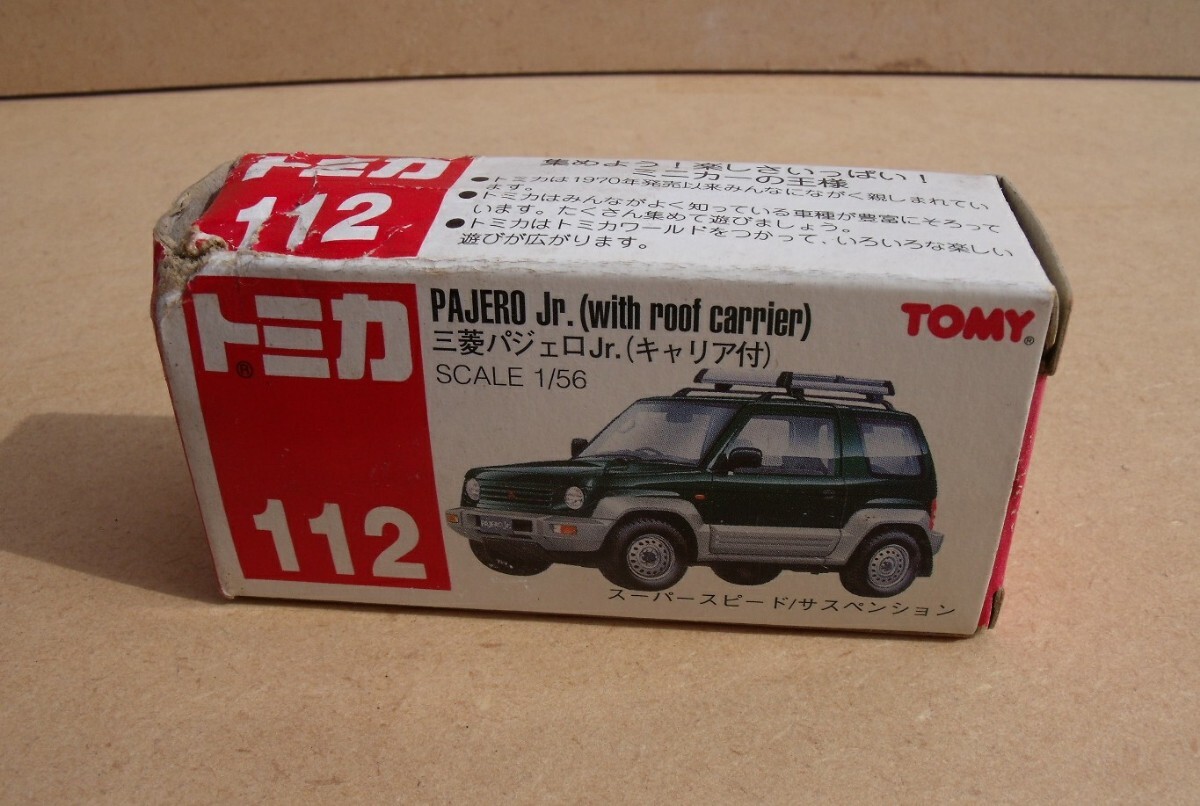 トミカ
112
集めよう！楽しさいっぱい！
ミニカーの王様
●トミカは1970年発売以来みんなにながく親しまれてい
ます。
●トミカはみんながよく知っている車種が豊富にそろって
います。たくさん集めて遊びましょう。
●トミカはトミカワールドをつかって、いろいろな楽しい
遊びが広がります。
トミカ®
112
PAJERO Jr. (with roof carrier)
三菱パジェロJr.(キャリア付)
SCALE 1/56
TOMY®
PAJERO Jr.
スーパースピード/サスペンション